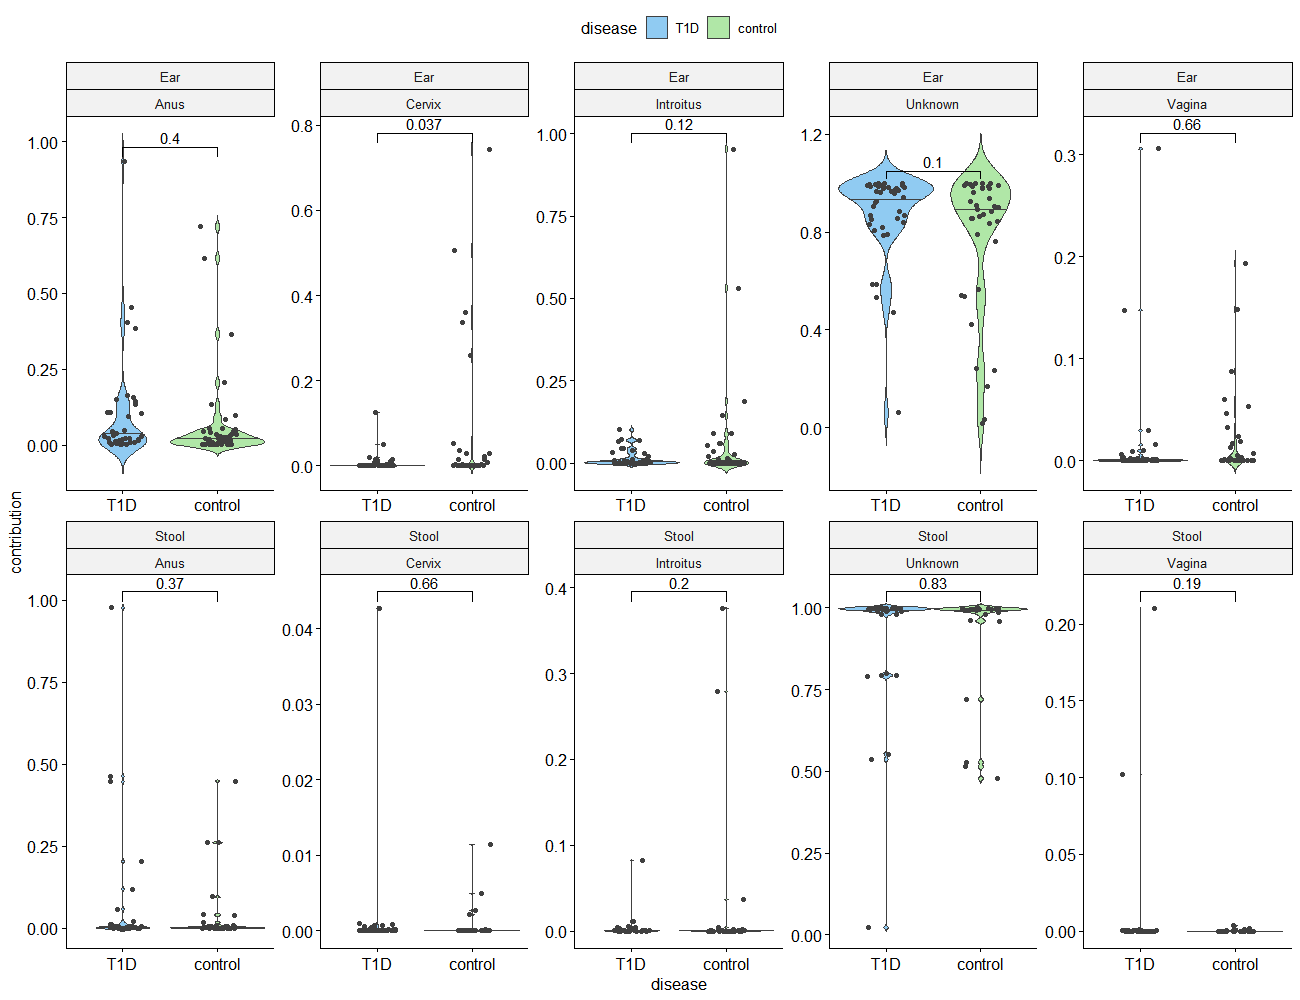 disease T1D control
Ear Ear Ear Ear Ear
Anus Cervix Introitus Unknown Vagina
0.4 0.037 0.12 0.1 0.66
1.00 0.8 1.00 1.2 0.3
0.75 0.6 0.75 0.8 0.2
0.50 0.4 0.50 0.4 0.1
0.25 0.2 0.25 0.0 0.0
0.00 0.0 0.00
T1D control T1D control T1D control T1D control T1D control
contribution
Stool Stool Stool Stool Stool
Anus Cervix Introitus Unknown Vagina
0.37 0.66 0.2 0.83 0.19
1.00 0.04 0.4 1.00 0.20
0.75 0.03 0.3 0.75 0.15
0.50 0.02 0.2 0.50 0.10
0.25 0.01 0.1 0.25 0.05
0.00 0.00 0.0 0.00 0.00
T1D control T1D control T1D control T1D control T1D control
disease